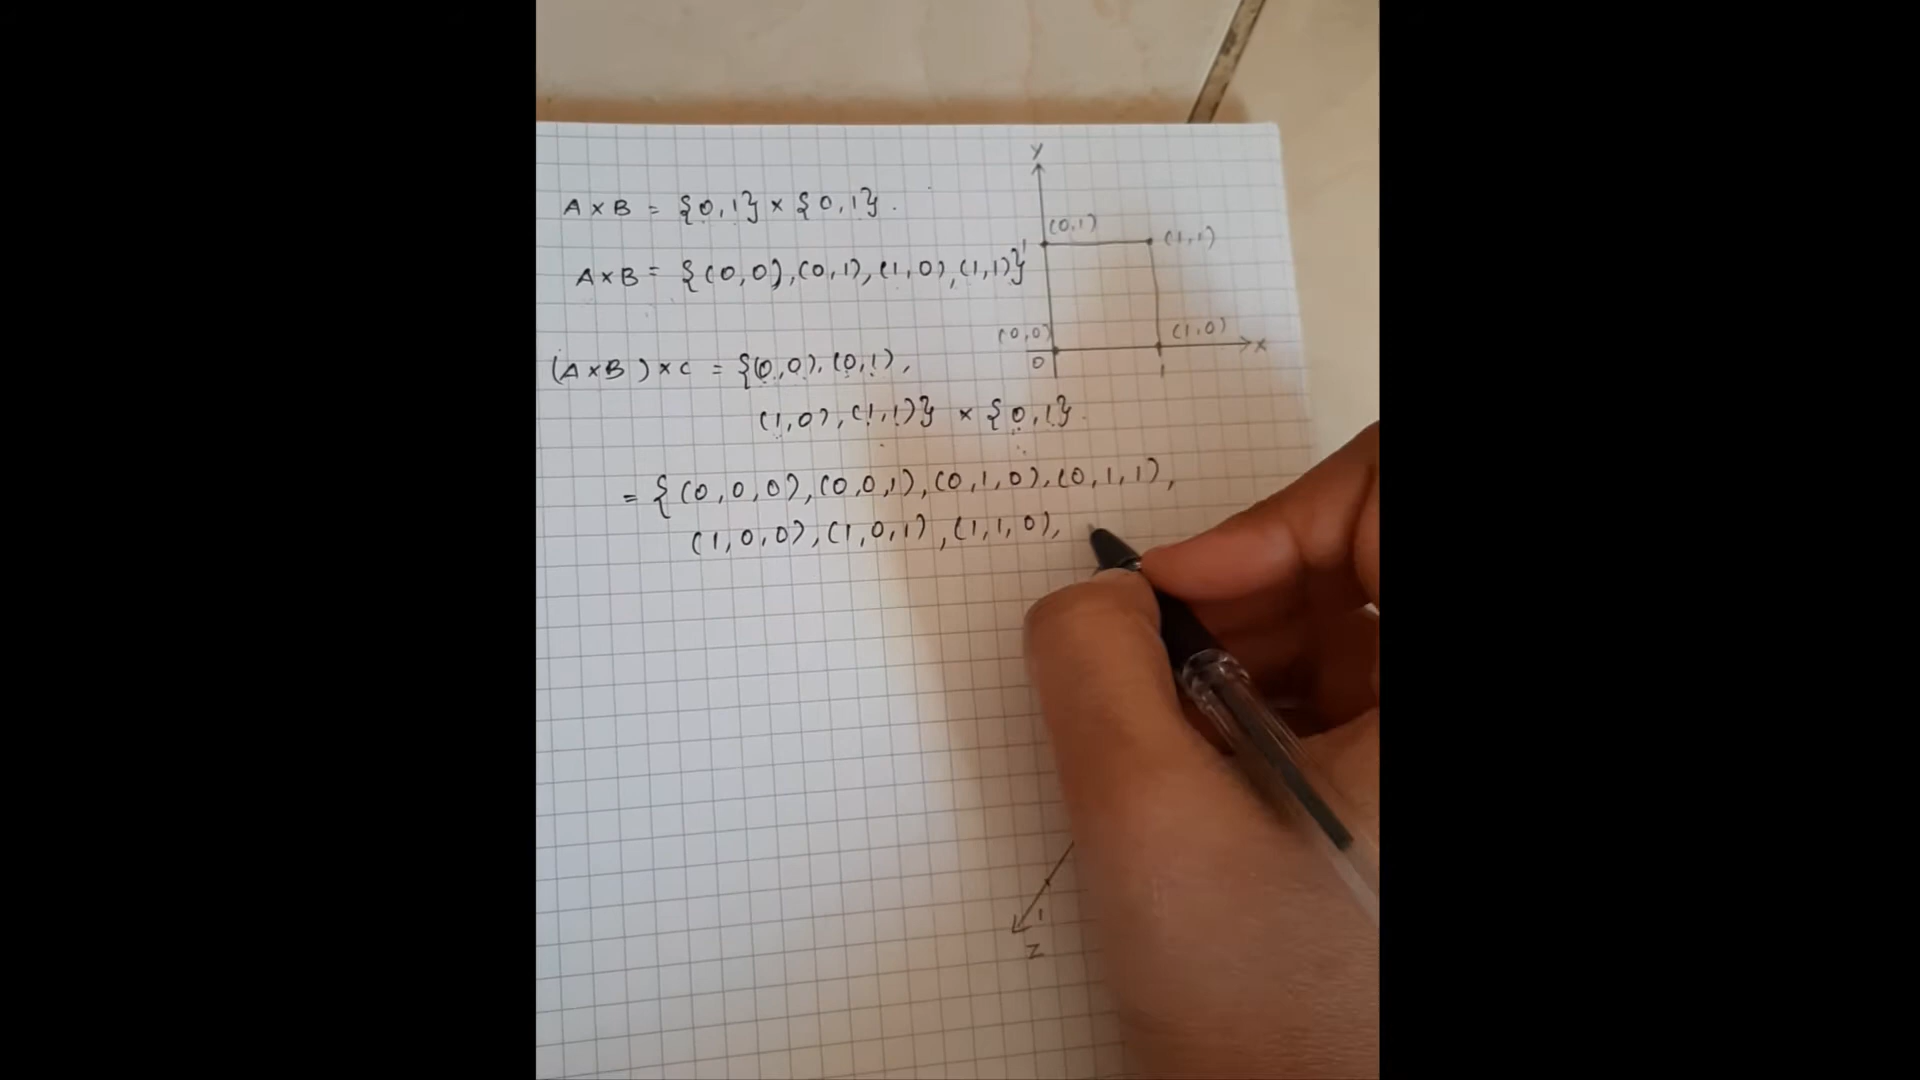 A×B = {0,1} × {0,1}.
A×B = {(0,0),(0,1),(1,0),(1,1)}
(A×B)×C = {(0,0),(0,1),
(1,0),(1,1)} × {0,1}.
= {(0,0,0),(0,0,1),(0,1,0),(0,1,1),
(1,0,0),(1,0,1),(1,1,0),
Y
(0,1)
(1,1)
1
(0,0)
(1,0)
0
1
X
1
Z